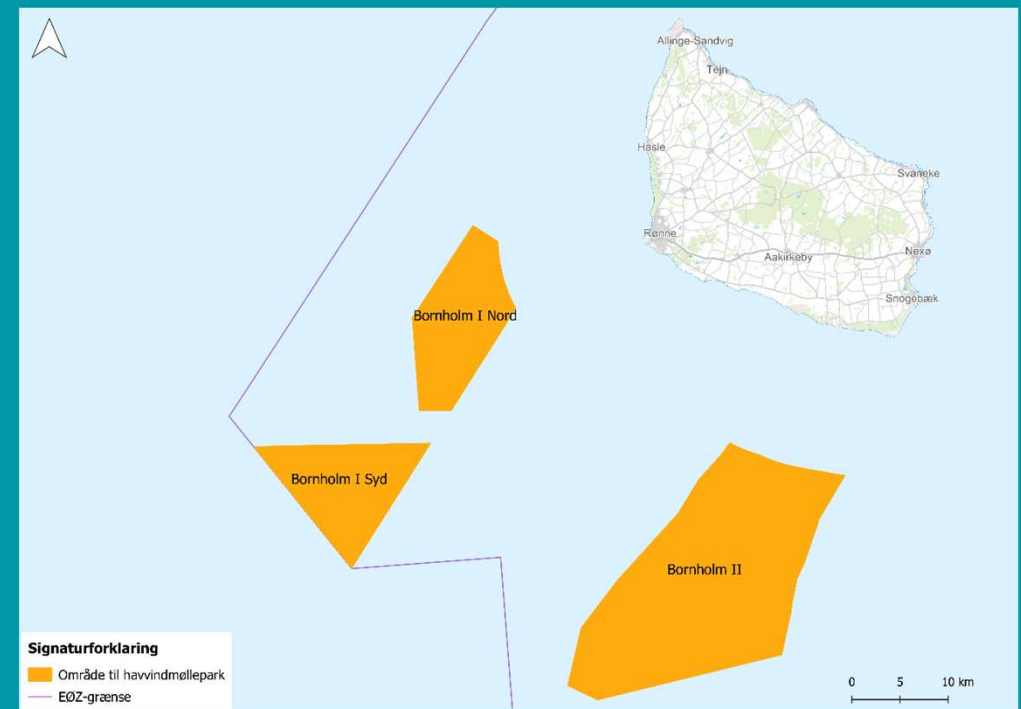 Allinge-Sandvig
Tejn
Hasle
Svaneke
Rønne
Aakirkeby
Nexø
Snogebæk
Bornholm I Nord
Bornholm I Syd
Bornholm II
Signaturforklaring
Område til havvindmøllepark
EØZ-grænse
0 5 10 km